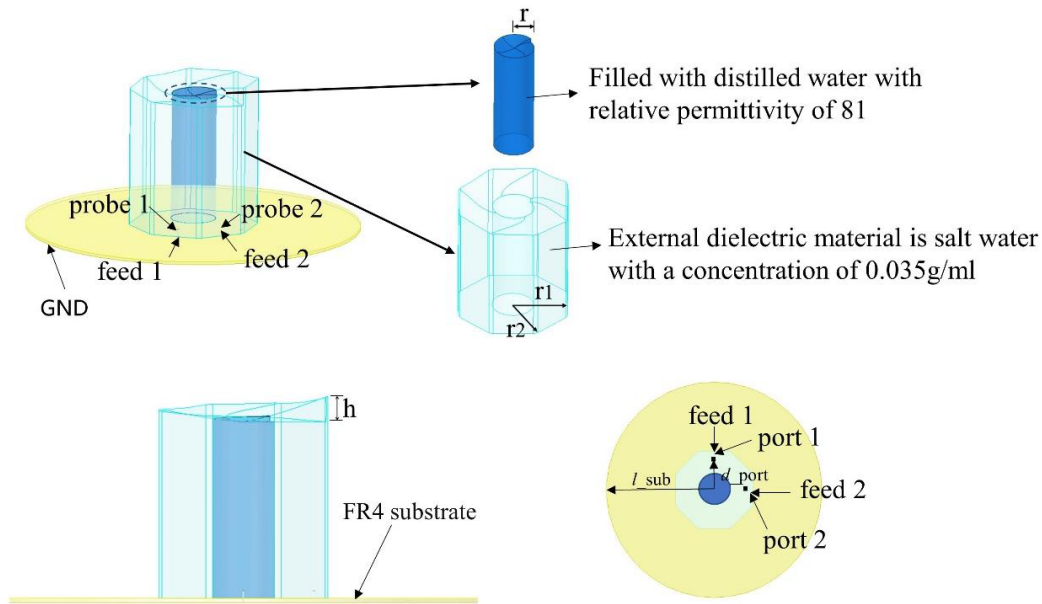 r
Filled with distilled water with
relative permittivity of 81
probe 1
probe 2
feed 1
feed 2
GND
External dielectric material is salt water
with a concentration of 0.035g/ml
r1
r2
h
FR4 substrate
feed 1
port 1
l_sub
d_port
feed 2
port 2